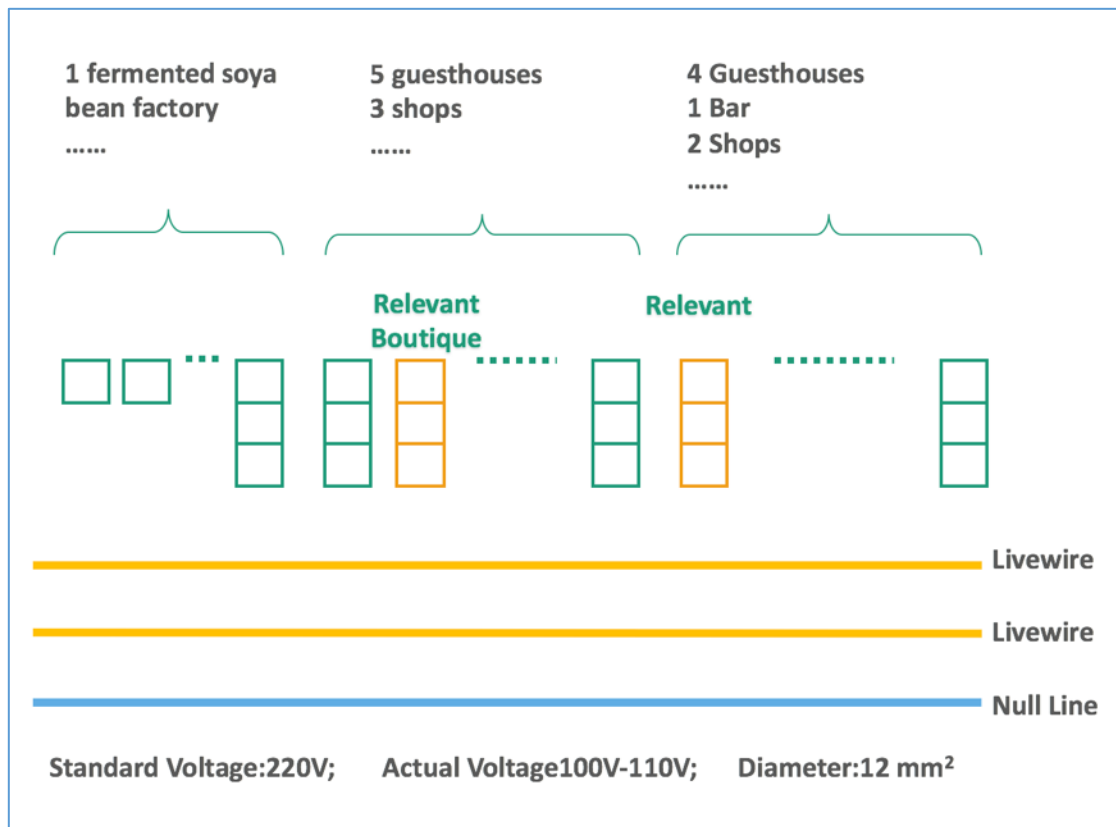 1 fermented soya
bean factory
……
5 guesthouses
3 shops
……
4 Guesthouses
1 Bar
2 Shops
……
Relevant
Boutique
Relevant
Livewire
Livewire
Null Line
Standard Voltage:220V; Actual Voltage100V-110V; Diameter:12 mm²